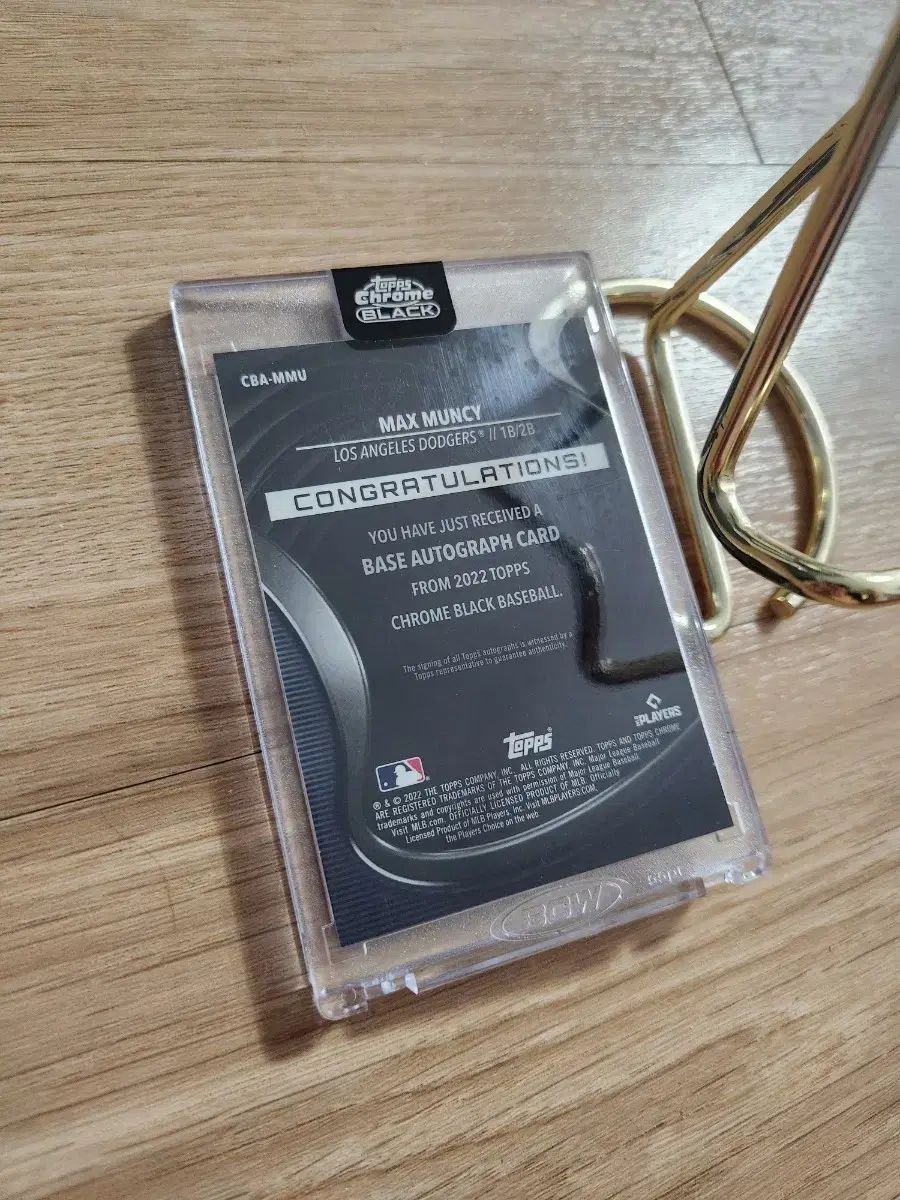 Topps
Chrome
BLACK
CBA-MMU
MAX MUNCY
LOS ANGELES DODGERS® // 1B/2B
CONGRATULATIONS!
YOU HAVE JUST RECEIVED A
BASE AUTOGRAPH CARD
FROM 2022 TOPPS
CHROME BLACK BASEBALL.
The signing of all Topps autographs is witnessed by a
Topps representative to guarantee authenticity.
PLAYERS
Topps®
® & © 2022 THE TOPPS COMPANY, INC. ALL RIGHTS RESERVED. TOPPS AND TOPPS CHROME
ARE REGISTERED TRADEMARKS OF THE TOPPS COMPANY, INC. Major League Baseball
trademarks and copyrights are used with permission of Major League Baseball.
Visit MLB.com. OFFICIALLY LICENSED PRODUCT OF MLB Officially
Licensed Product of MLB Players, Inc. Visit MLBPLAYERS.COM,
the Players Choice on the web.
BCW